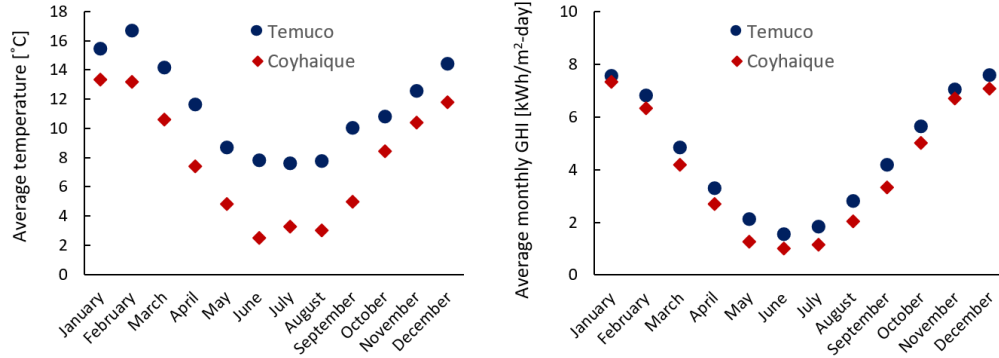 Average temperature [˚C]
18
16
14
12
10
8
6
4
2
0
Temuco
Coyhaique
January
February
March
April
May
June
July
August
September
October
November
December
Average monthly GHI [kWh/m²-day]
10
8
6
4
2
0
Temuco
Coyhaique
January
February
March
April
May
June
July
August
September
October
November
December